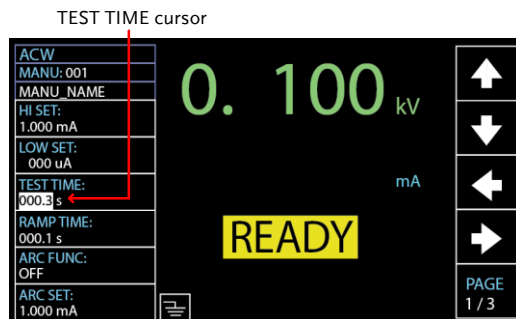 TEST TIME cursor
ACW
MANU: 001
MANU_NAME
HI SET:
1.000 mA
LOW SET:
000 uA
TEST TIME:
000.3 s
RAMP TIME:
000.1 s
ARC FUNC:
OFF
ARC SET:
1.000 mA
0. 100 kV
mA
READY
PAGE
1 / 3